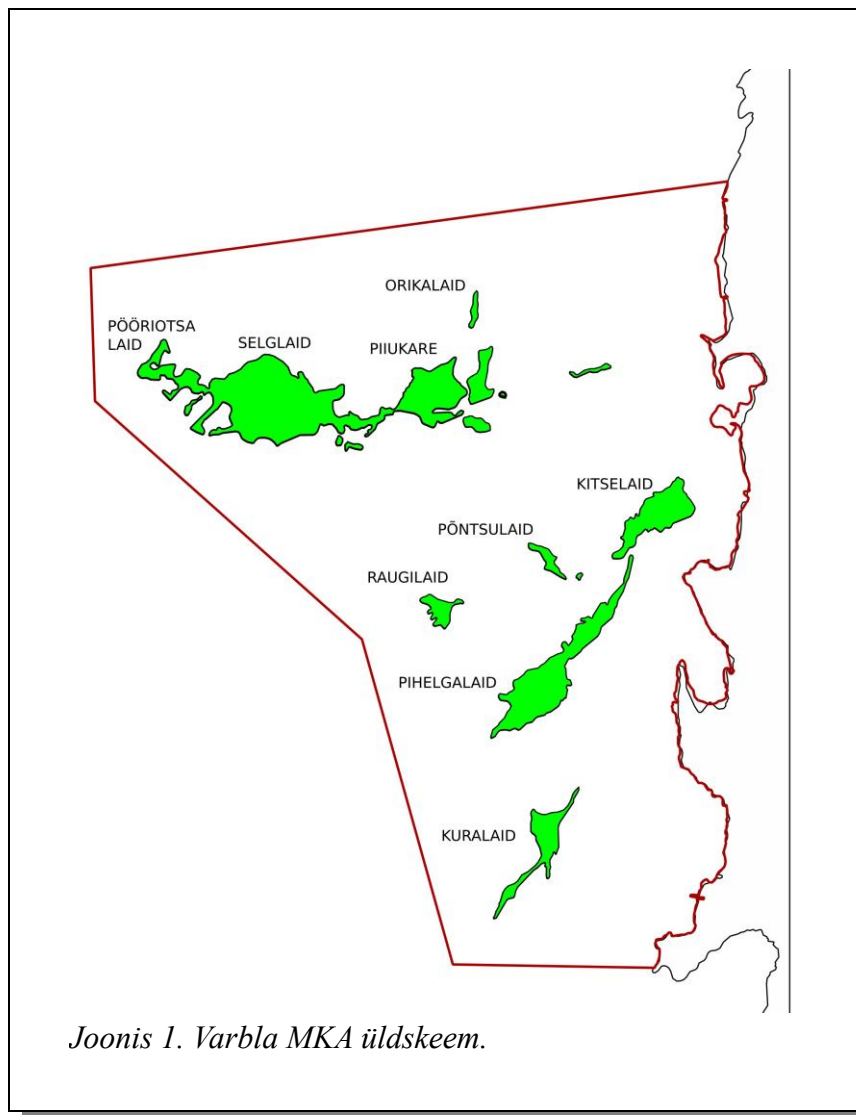 ORIKALAID
PÖÖRIOTSA
LAID
SELGLAID
PIIUKARE
KITSELAID
PÕNTSULAID
RAUGILAID
PIHELGALAID
KURALAID
Joonis 1. Varbla MKA üldskeem.